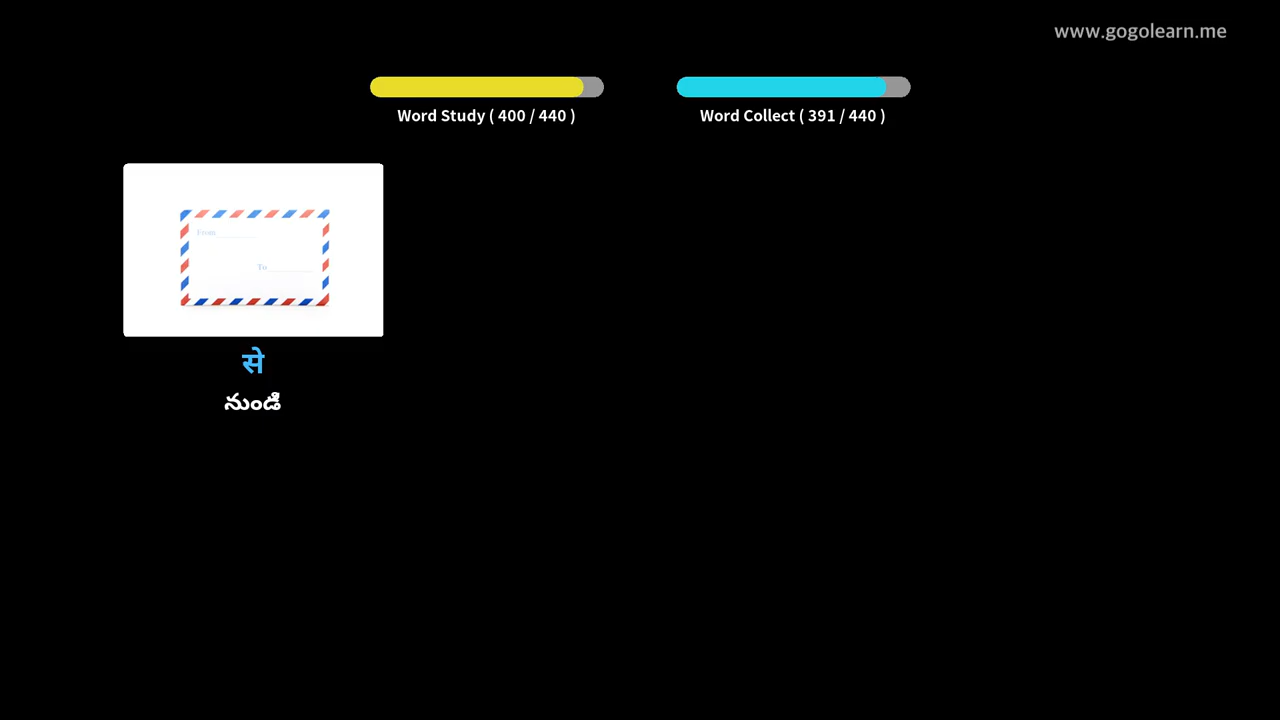 www.gogolearn.me
Word Study ( 400 / 440 )
Word Collect ( 391 / 440 )
From
To
से
నుండి